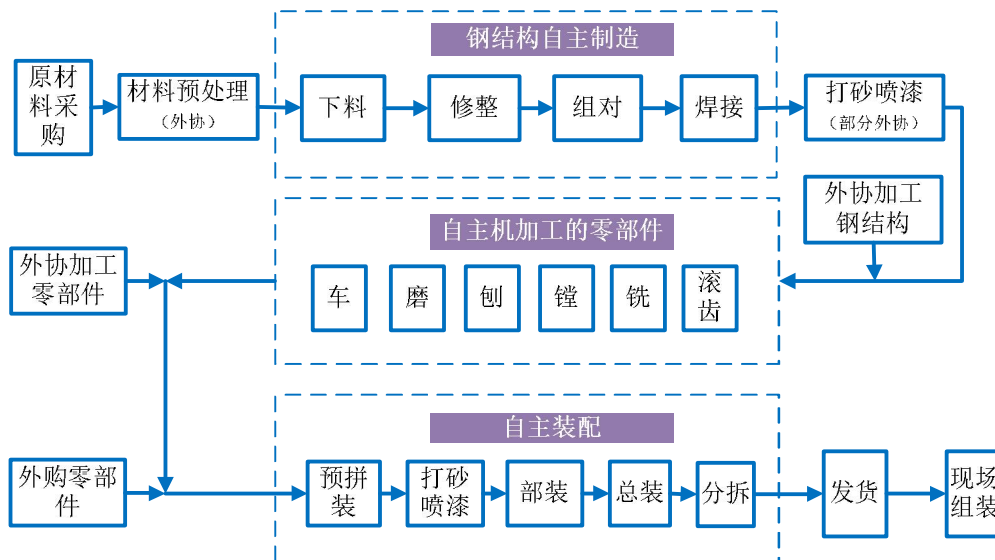 钢结构自主制造
原材
料采
购
材料预处理
（外协）
下料
修整
组对
焊接
打砂喷漆
（部分外协）
外协加工
钢结构
自主机加工的零部件
外协加工
零部件
车
磨
刨
镗
铣
滚
齿
自主装配
外购零部
件
预拼
装
打砂
喷漆
部装
总装
分拆
发货
现场
组装